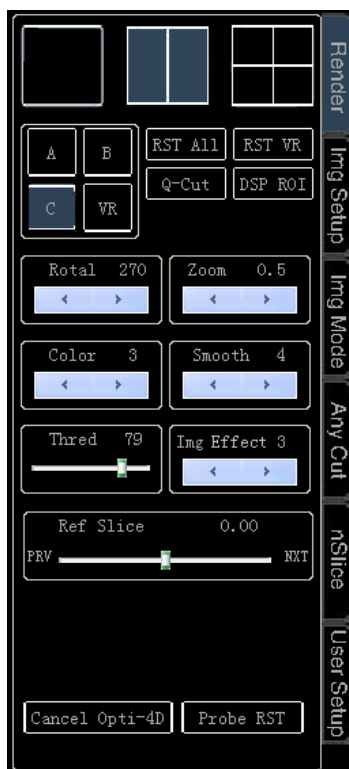 A
B
RST All
RST VR
C
VR
Q-Cut
DSP ROI
Rotal 270
Zoom 0.5
Color 3
Smooth 4
Thred 79
Img Effect 3
Ref Slice 0.00
PRV
NXT
Cancel Opti-4D
Probe RST
Render
Img Setup
Img Mode
Any Cut
nSlice
User Setup